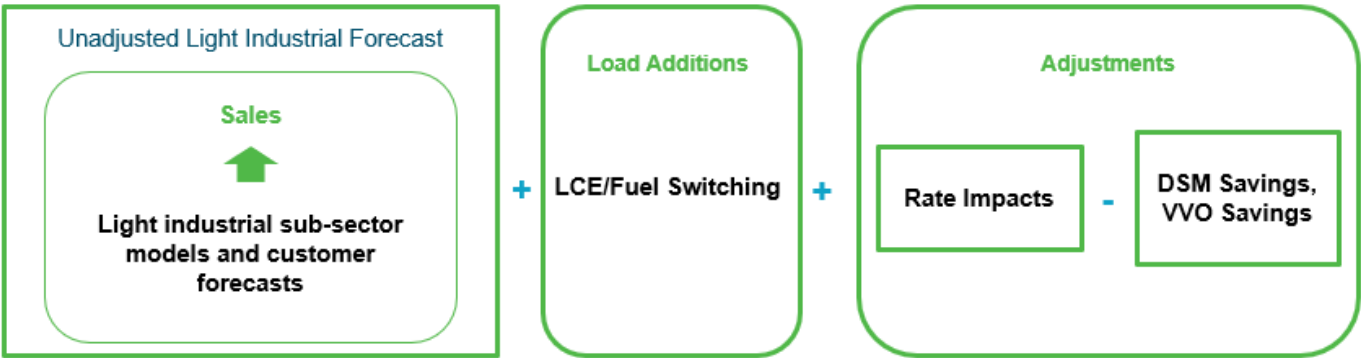 Unadjusted Light Industrial Forecast
Sales
Light industrial sub-sector
models and customer
forecasts
+
Load Additions
LCE/Fuel Switching
+
Adjustments
Rate Impacts
-
DSM Savings,
VVO Savings